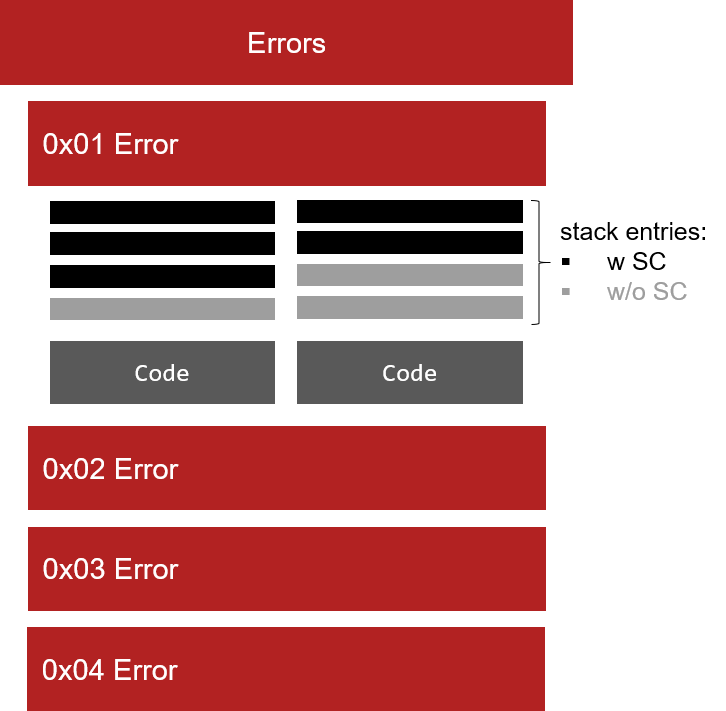 Errors
0x01 Error
stack entries:
▪ w SC
▪ w/o SC
Code
Code
0x02 Error
0x03 Error
0x04 Error